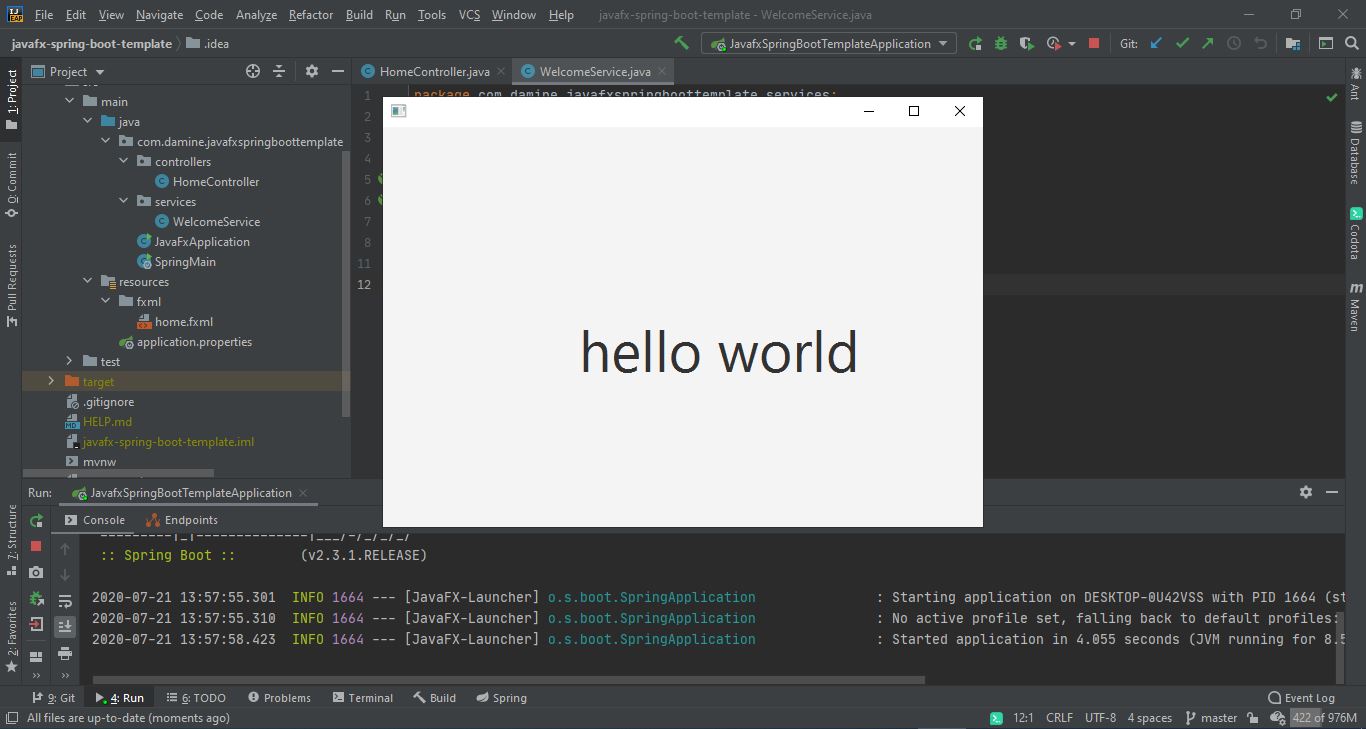 File Edit View Navigate Code Analyze Refactor Build Run Tools VCS Window Help javafx-spring-boot-template - WelcomeService.java
javafx-spring-boot-template .idea JavafxSpringBootTemplateApplication Git:
1: Project
0: Commit
Pull Requests
7: Structure
2: Favorites
Project
main
java
com.damine.javafxspringboottemplate
controllers
HomeController
services
WelcomeService
JavaFxApplication
SpringMain
resources
fxml
home.fxml
application.properties
test
target
.gitignore
HELP.md
javafx-spring-boot-template.iml
mvnw
HomeController.java WelcomeService.java
1 package com.damine.javafxspringboottemplate.services;
2
3
4
5
6
7
8
11
12
hello world
Ant
Database
Codota
Maven
Run: JavafxSpringBootTemplateApplication
Console Endpoints
:: Spring Boot :: (v2.3.1.RELEASE)
2020-07-21 13:57:55.301 INFO 1664 --- [JavaFX-Launcher] o.s.boot.SpringApplication : Starting application on DESKTOP-0U42VSS with PID 1664 (st
2020-07-21 13:57:55.310 INFO 1664 --- [JavaFX-Launcher] o.s.boot.SpringApplication : No active profile set, falling back to default profiles:
2020-07-21 13:57:58.423 INFO 1664 --- [JavaFX-Launcher] o.s.boot.SpringApplication : Started application in 4.055 seconds (JVM running for 8.5
9: Git 4: Run 6: TODO Problems Terminal Build Spring Event Log
All files are up-to-date (moments ago) 12:1 CRLF UTF-8 4 spaces master 422 of 976M